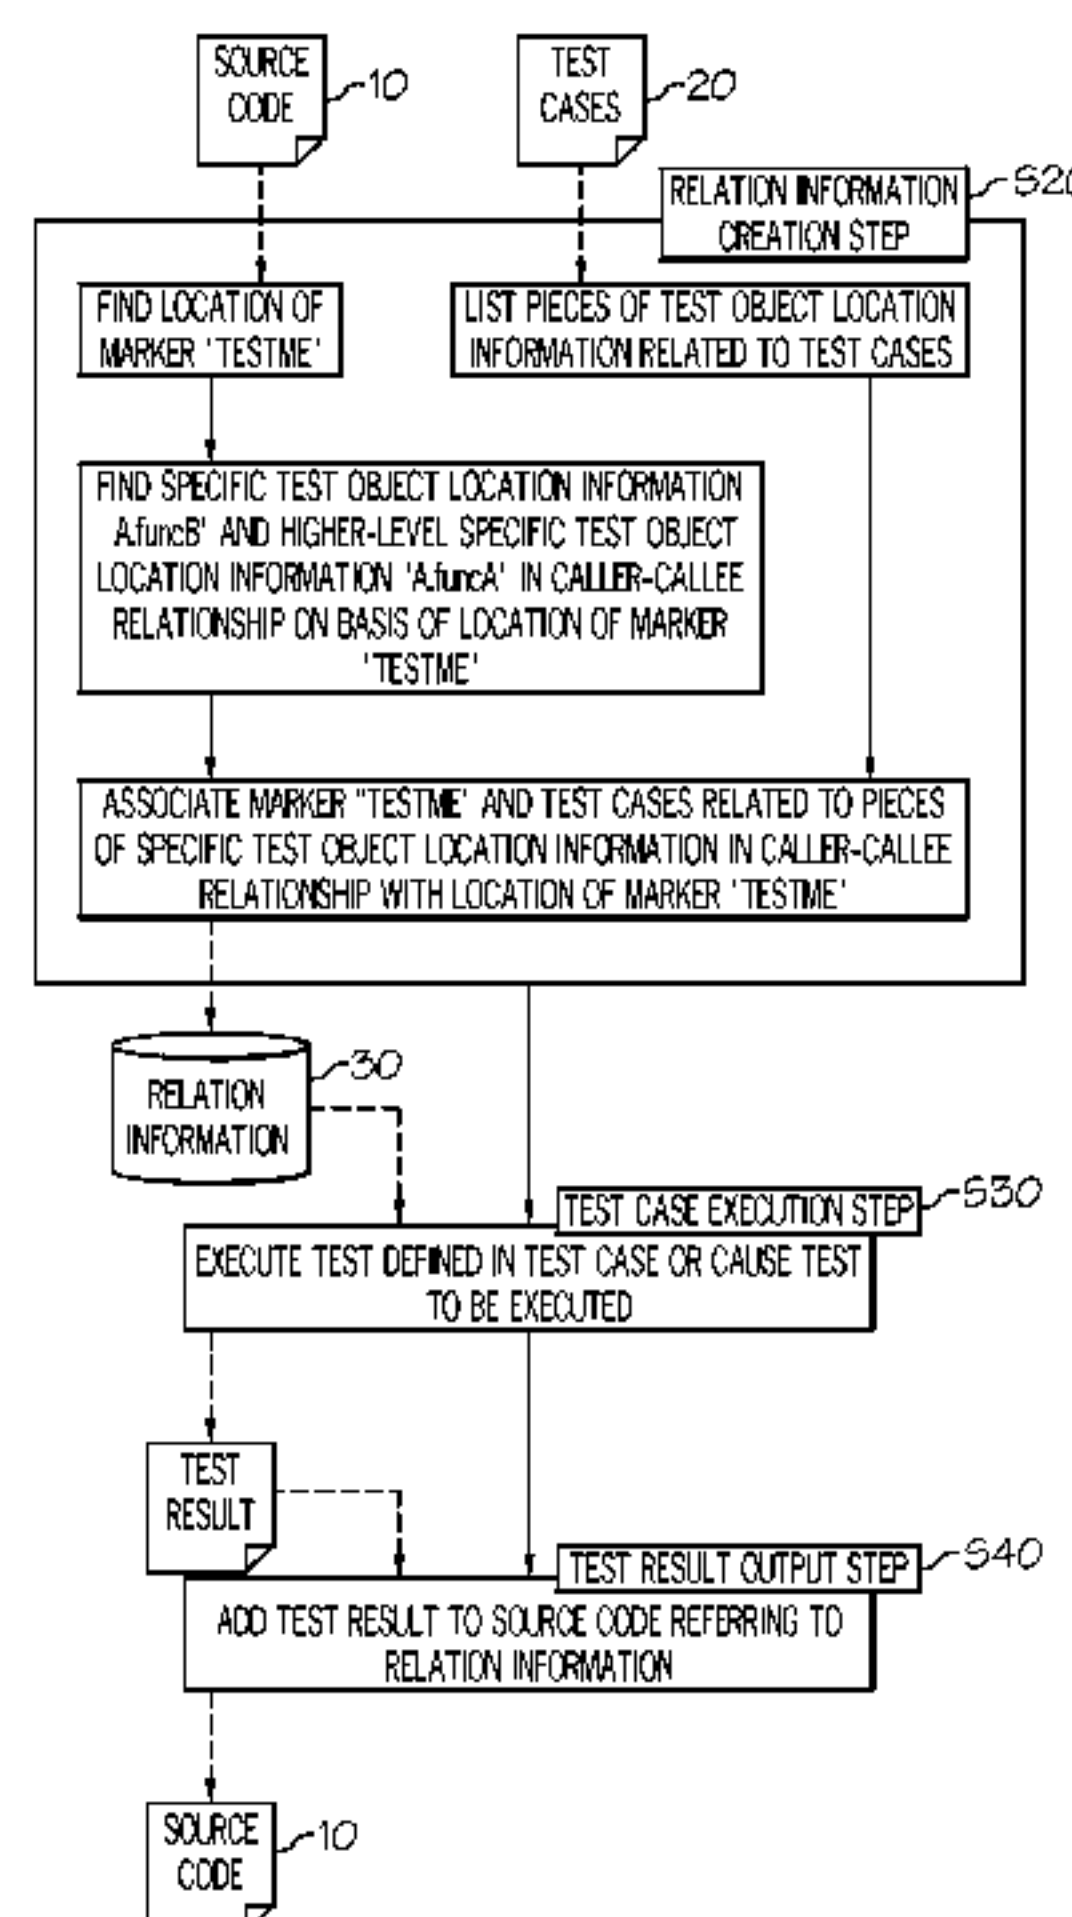 SOURCE
CODE
10
TEST
CASES
20
RELATION INFORMATION
CREATION STEP
S20
FIND LOCATION OF
MARKER 'TESTME'
LIST PIECES OF TEST OBJECT LOCATION
INFORMATION RELATED TO TEST CASES
FIND SPECIFIC TEST OBJECT LOCATION INFORMATION
A.funcB' AND HIGHER-LEVEL SPECIFIC TEST OBJECT
LOCATION INFORMATION 'A.funcA' IN CALLER-CALLEE
RELATIONSHIP ON BASIS OF LOCATION OF MARKER
'TESTME'
ASSOCIATE MARKER "TESTME' AND TEST CASES RELATED TO PIECES
OF SPECIFIC TEST OBJECT LOCATION INFORMATION IN CALLER-CALLEE
RELATIONSHIP WITH LOCATION OF MARKER 'TESTME'
RELATION
INFORMATION
30
TEST CASE EXECUTION STEP
S30
EXECUTE TEST DEFINED IN TEST CASE OR CAUSE TEST
TO BE EXECUTED
TEST
RESULT
TEST RESULT OUTPUT STEP
S40
ADD TEST RESULT TO SOURCE CODE REFERRING TO
RELATION INFORMATION
SOURCE
CODE
10